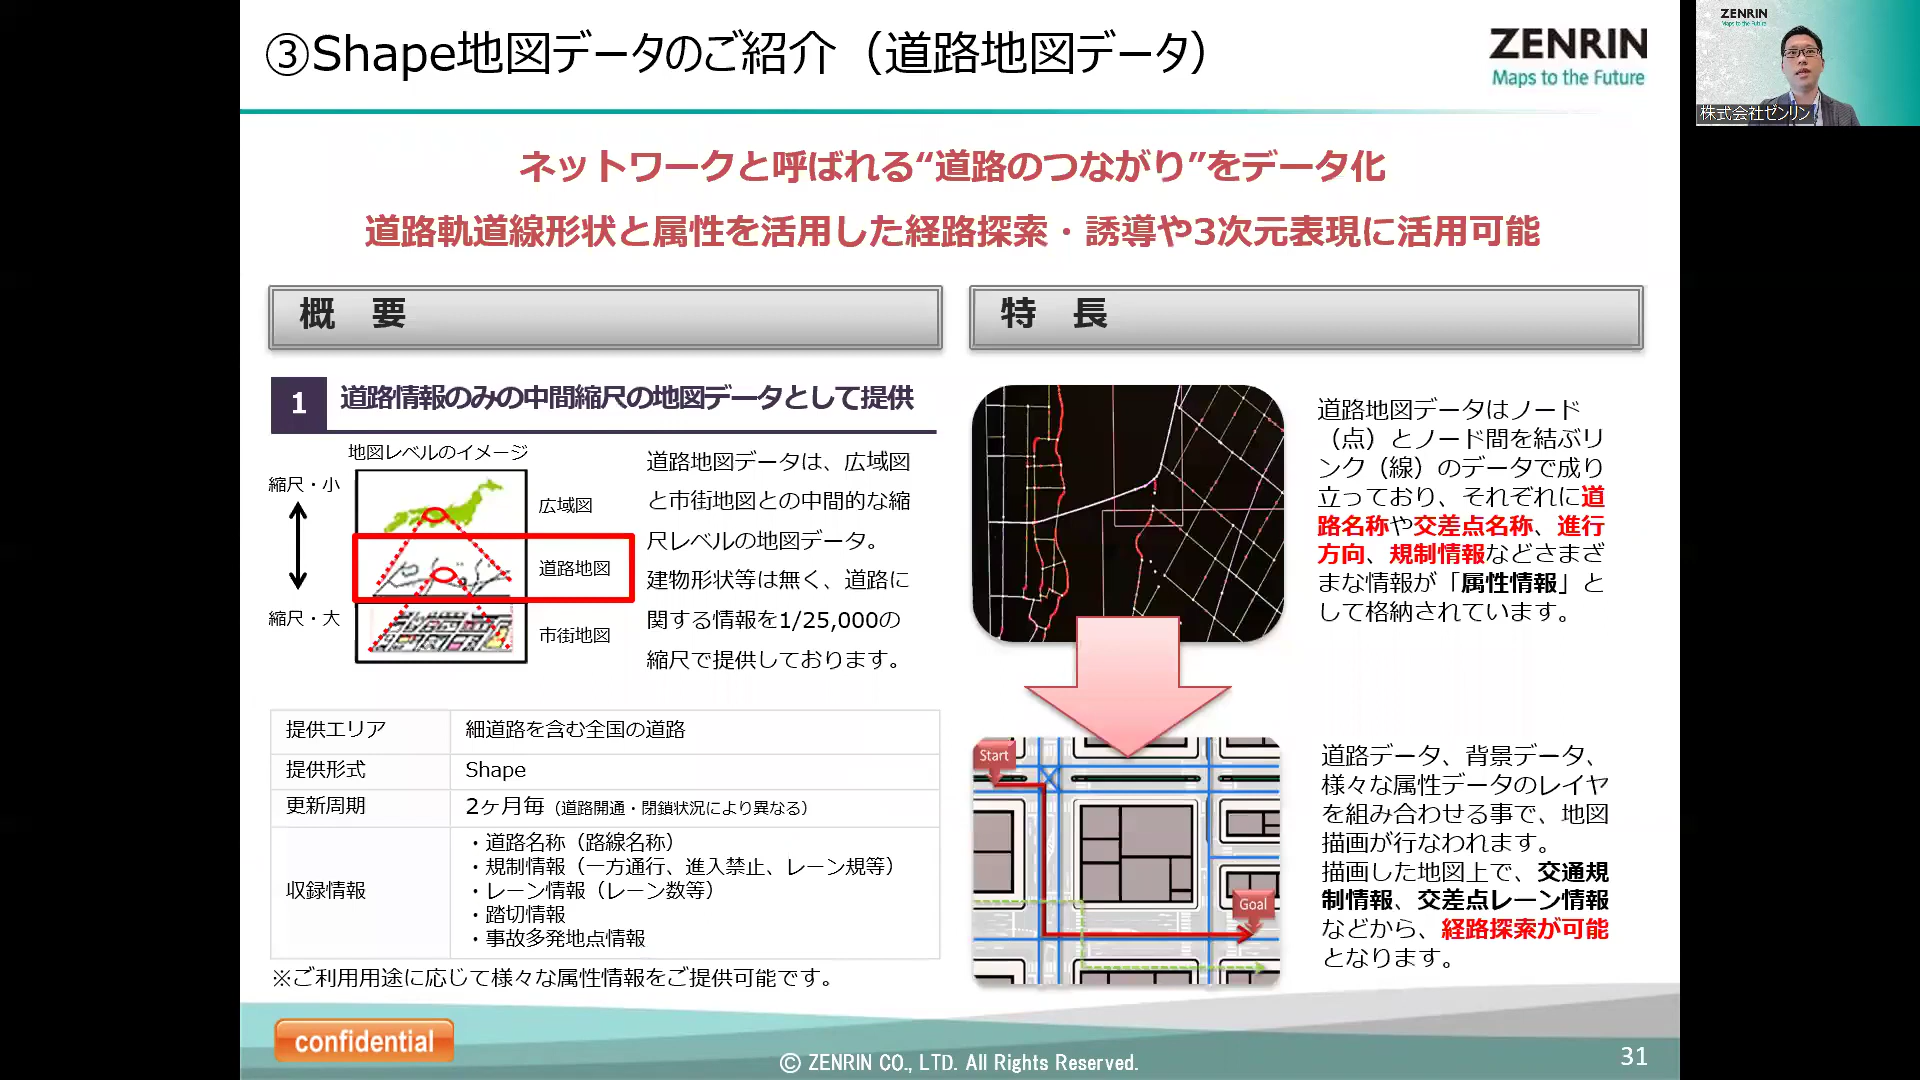 ③Shape地図データのご紹介（道路地図データ）
ZENRIN
Maps to the Future
ZENRIN
Maps to the Future
株式会社ゼンリン
ネットワークと呼ばれる“道路のつながり”をデータ化
道路軌道線形状と属性を活用した経路探索・誘導や3次元表現に活用可能
概　要
1
道路情報のみの中間縮尺の地図データとして提供
地図レベルのイメージ
縮尺・小
縮尺・大
広域図
道路地図
市街地図
道路地図データは、広域図
と市街地図との中間的な縮
尺レベルの地図データ。
建物形状等は無く、道路に
関する情報を1/25,000の
縮尺で提供しております。
提供エリア 細道路を含む全国の道路
提供形式 Shape
更新周期 2ヶ月毎（道路開通・閉鎖状況により異なる）
収録情報
・道路名称（路線名称）
・規制情報（一方通行、進入禁止、レーン規等）
・レーン情報（レーン数等）
・踏切情報
・事故多発地点情報
※ご利用用途に応じて様々な属性情報をご提供可能です。
特　長
道路地図データはノード
（点）とノード間を結ぶリ
ンク（線）のデータで成り
立っており、それぞれに道
路名称や交差点名称、進行
方向、規制情報などさまざ
まな情報が「属性情報」と
して格納されています。
Start
Goal
道路データ、背景データ、
様々な属性データのレイヤ
を組み合わせる事で、地図
描画が行なわれます。
描画した地図上で、交通規
制情報、交差点レーン情報
などから、経路探索が可能
となります。
confidential
© ZENRIN CO., LTD. All Rights Reserved.
31